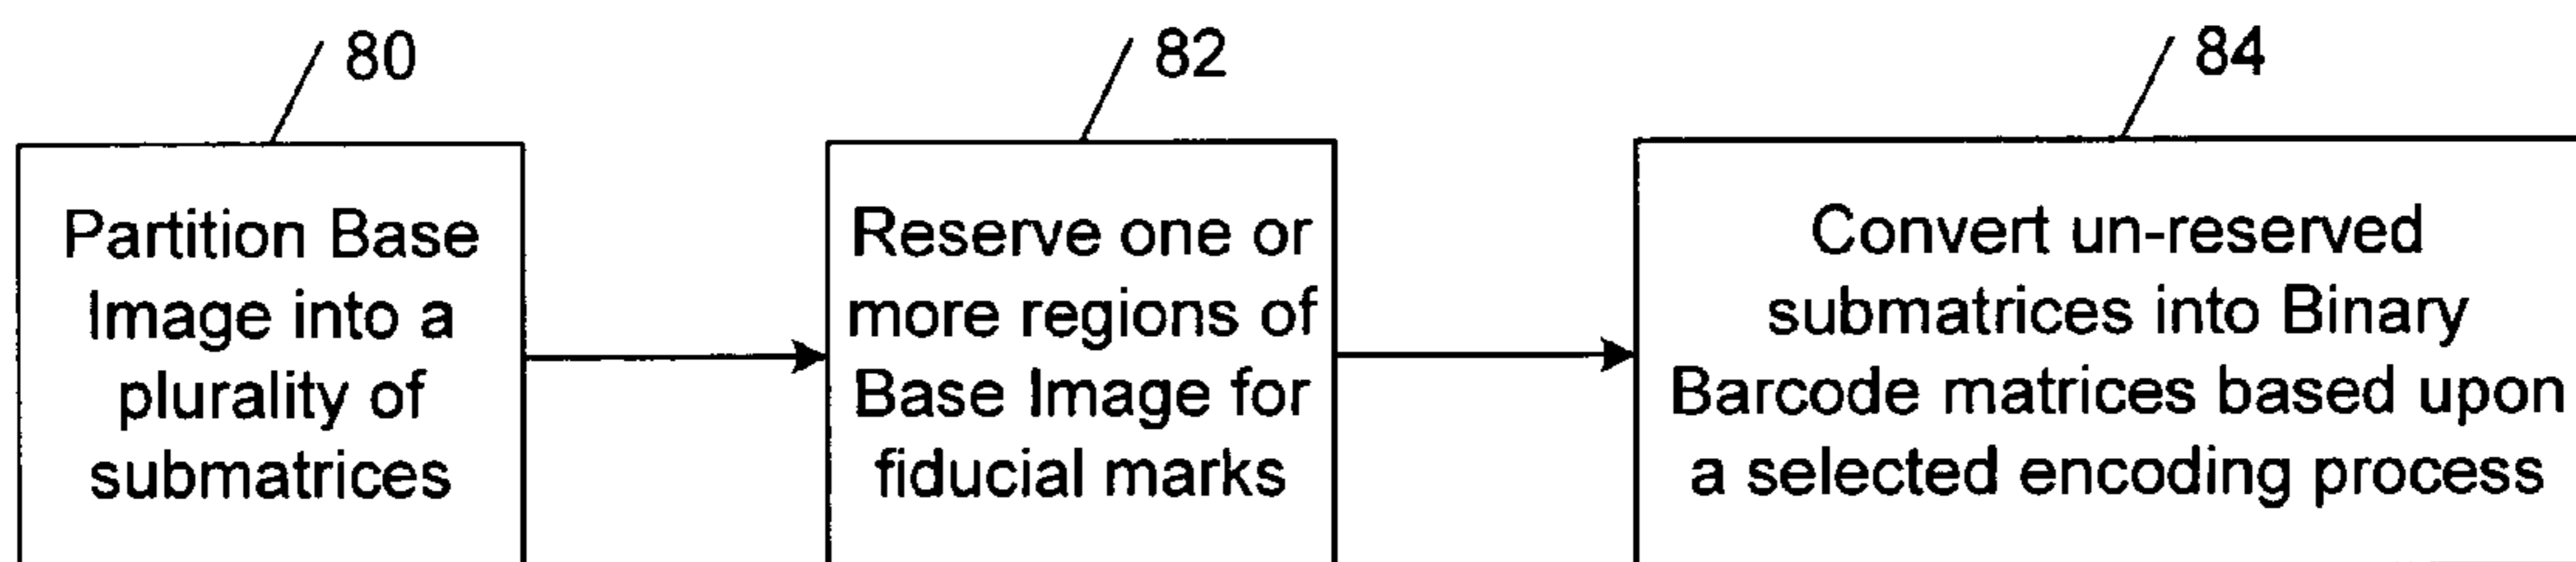 80
82
84
Partition Base
Image into a
plurality of
submatrices
Reserve one or
more regions of
Base Image for
fiducial marks
Convert un-reserved
submatrices into Binary
Barcode matrices based upon
a selected encoding process